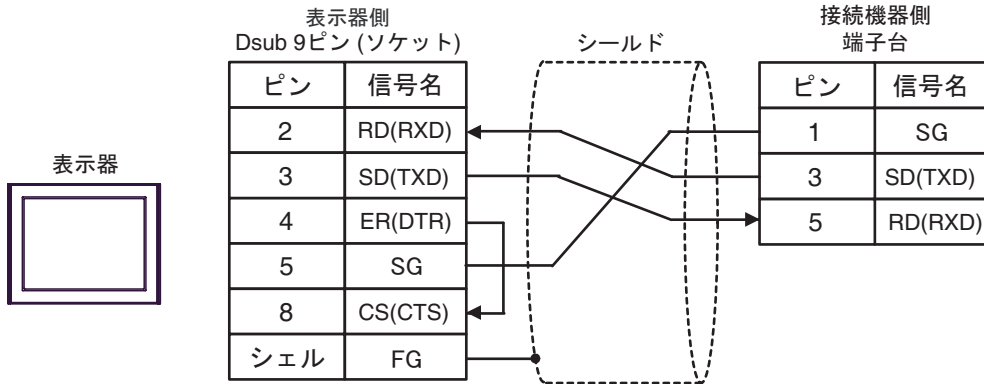 表示器
表示器側
Dsub 9ピン (ソケット)
ピン 信号名
2 RD(RXD)
3 SD(TXD)
4 ER(DTR)
5 SG
8 CS(CTS)
シェル FG
シールド
接続機器側
端子台
ピン 信号名
1 SG
3 SD(TXD)
5 RD(RXD)